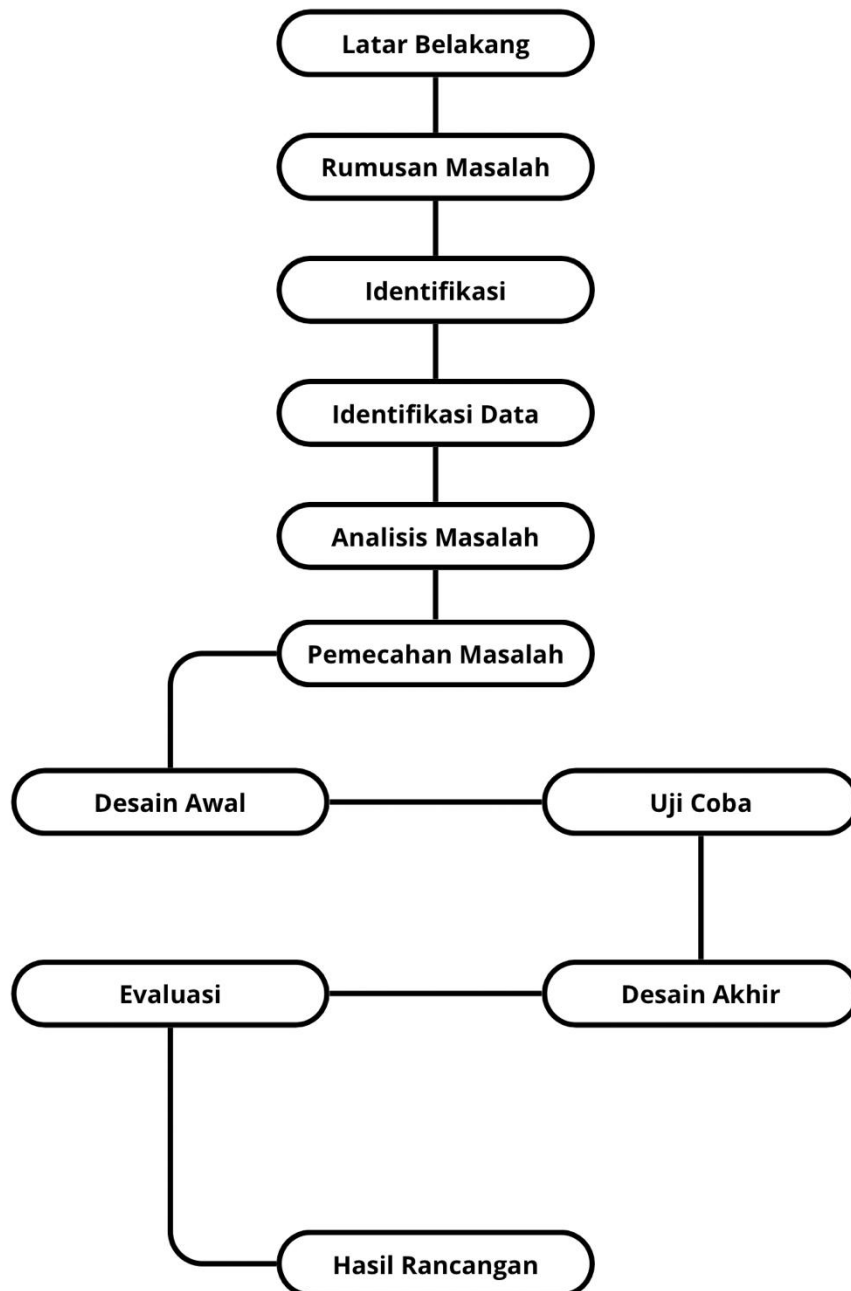 Latar Belakang
Rumusan Masalah
Identifikasi
Identifikasi Data
Analisis Masalah
Pemecahan Masalah
Desain Awal
Uji Coba
Evaluasi
Desain Akhir
Hasil Rancangan